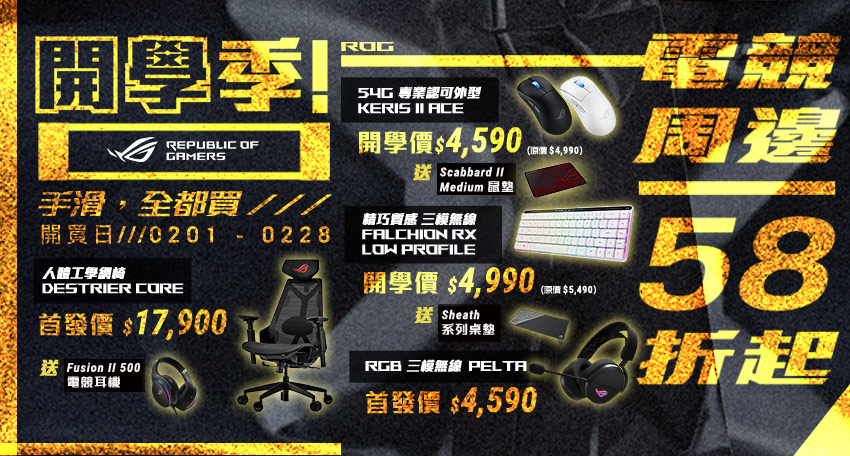 開學季!
REPUBLIC OF
GAMERS
手滑，全都買///
開買日///0201 - 0228
人體工學網椅
DESTRIER CORE
首發價 $17,900
送 Fusion II 500
電競耳機
ROG
54G 專業認可外型
KERIS II ACE
開學價$4,590 (原價 $4,990)
送 Scabbard II
Medium 鼠墊
精巧質感 三模無線
FALCHION RX
LOW PROFILE
開學價 $4,990 (原價 $5,490)
送 Sheath
系列桌墊
RGB 三模無線 PELTA
首發價 $4,590
電競
周邊
58
折起